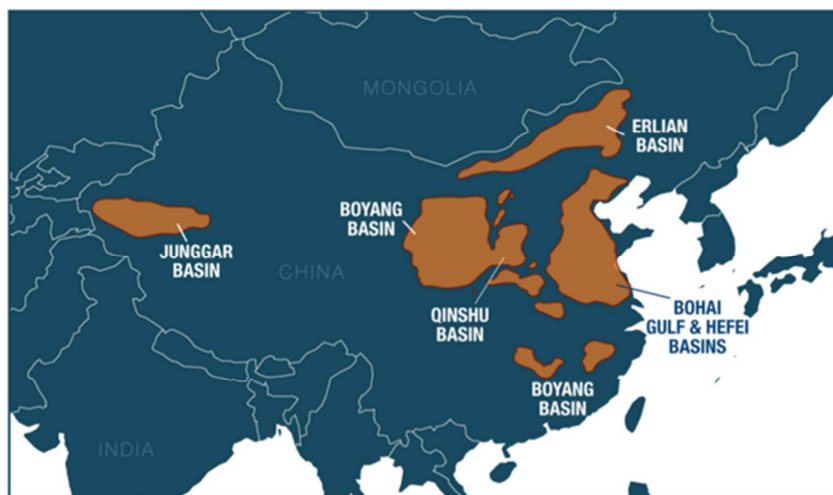 MONGOLIA
ERLIAN
BASIN
BOYANG
BASIN
JUNGGAR
BASIN
CHINA
QINSHU
BASIN
BOHAI
GULF & HEFEI
BASINS
BOYANG
BASIN
INDIA